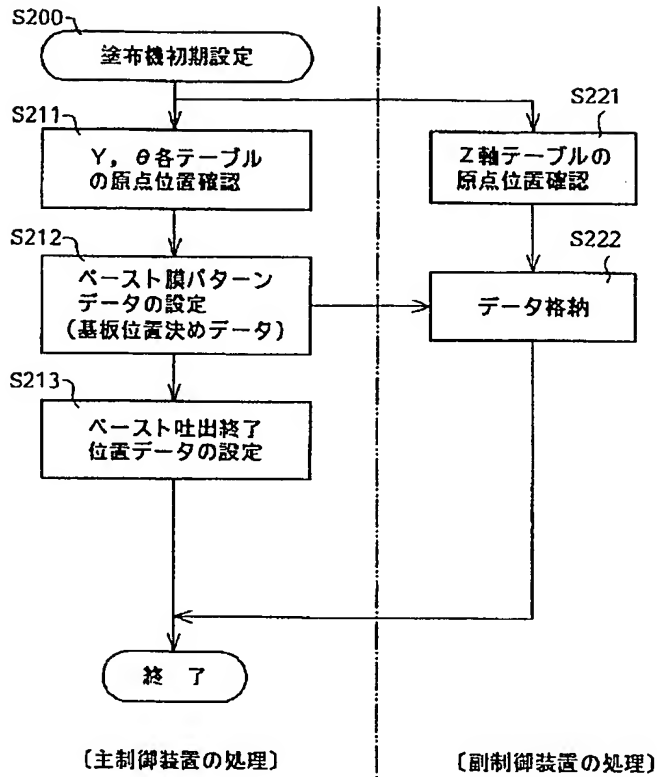 S200
塗布機初期設定
S211
Y，θ各テーブル
の原点位置確認
S221
Z軸テーブルの
原点位置確認
S212
ペースト膜パターン
データの設定
(基板位置決めデータ)
S222
データ格納
S213
ペースト吐出終了
位置データの設定
終 了
〔主制御装置の処理〕
〔副制御装置の処理〕